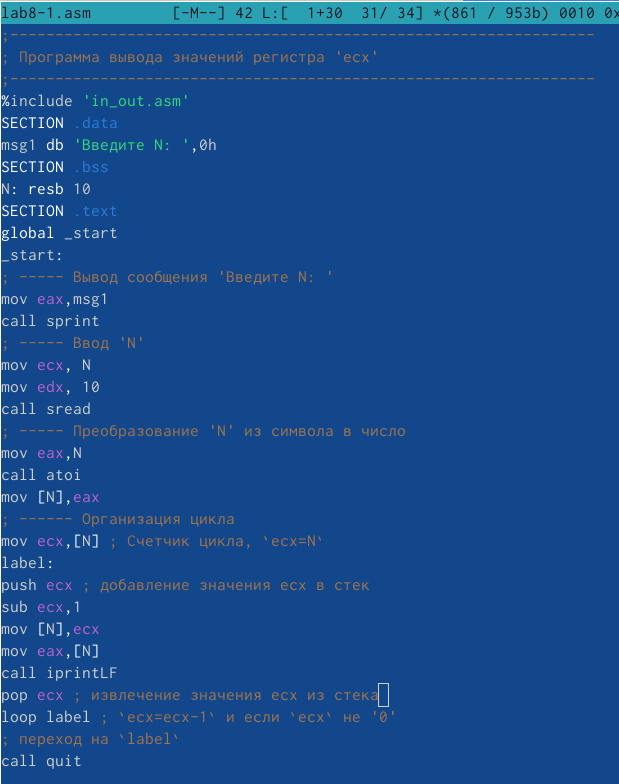 lab8-1.asm [-M--] 42 L:[ 1+30 31/ 34] *(861 / 953b) 0010 0x
;-----------------------------------------------------------------
; Программа вывода значений регистра 'ecx'
;-----------------------------------------------------------------
%include 'in_out.asm'
SECTION .data
msg1 db 'Введите N: ',0h
SECTION .bss
N: resb 10
SECTION .text
global _start
_start:
; ----- Вывод сообщения 'Введите N: '
mov eax,msg1
call sprint
; ----- Ввод 'N'
mov ecx, N
mov edx, 10
call sread
; ----- Преобразование 'N' из символа в число
mov eax,N
call atoi
mov [N],eax
; ------ Организация цикла
mov ecx,[N] ; Счетчик цикла, `ecx=N`
label:
push ecx ; добавление значения ecx в стек
sub ecx,1
mov [N],ecx
mov eax,[N]
call iprintLF
pop ecx ; извлечение значения ecx из стека
loop label ; `ecx=ecx-1` и если `ecx` не '0'
; переход на `label`
call quit